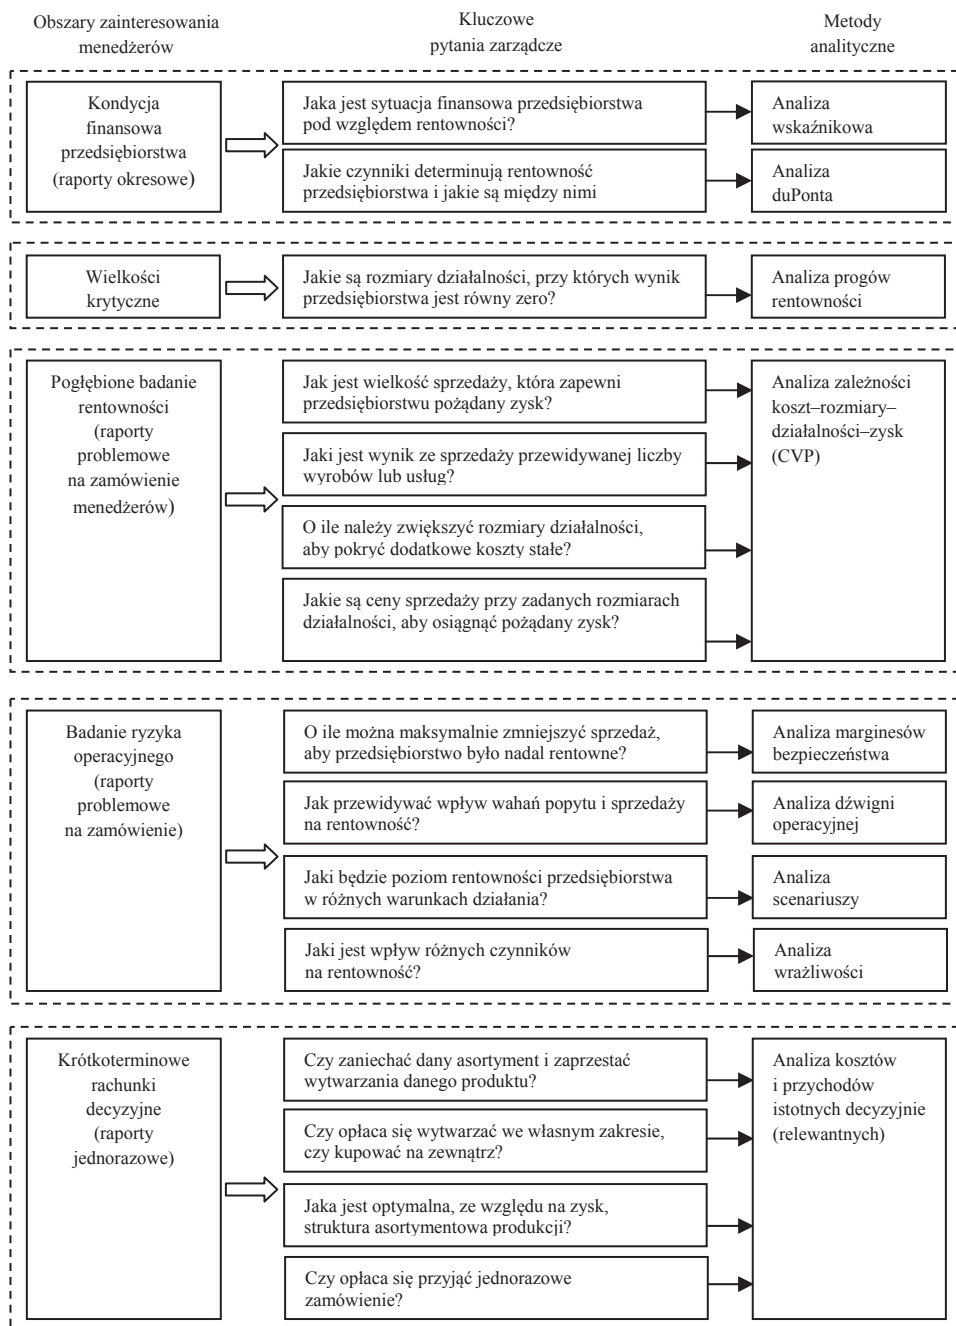 Obszary zainteresowania
menedżerów
Kluczowe
pytania zarządcze
Metody
analityczne
Kondycja
finansowa
przedsiębiorstwa
(raporty okresowe)
Jaka jest sytuacja finansowa przedsiębiorstwa
pod względem rentowności?
Analiza
wskaźnikowa
Jakie czynniki determinują rentowność
przedsiębiorstwa i jakie są między nimi
Analiza
duPonta
Wielkości
krytyczne
Jakie są rozmiary działalności, przy których wynik
przedsiębiorstwa jest równy zero?
Analiza progów
rentowności
Pogłębione badanie
rentowności
(raporty
problemowe
na zamówienie
menedżerów)
Jak jest wielkość sprzedaży, która zapewni
przedsiębiorstwu pożądany zysk?
Jaki jest wynik ze sprzedaży przewidywanej liczby
wyrobów lub usług?
O ile należy zwiększyć rozmiary działalności,
aby pokryć dodatkowe koszty stałe?
Jakie są ceny sprzedaży przy zadanych rozmiarach
działalności, aby osiągnąć pożądany zysk?
Analiza zależności
koszt–rozmiary–
działalności–zysk
(CVP)
Badanie ryzyka
operacyjnego
(raporty
problemowe
na zamówienie)
O ile można maksymalnie zmniejszyć sprzedaż,
aby przedsiębiorstwo było nadal rentowne?
Analiza marginesów
bezpieczeństwa
Jak przewidywać wpływ wahań popytu i sprzedaży
na rentowność?
Analiza dźwigni
operacyjnej
Jaki będzie poziom rentowności przedsiębiorstwa
w różnych warunkach działania?
Analiza
scenariuszy
Jaki jest wpływ różnych czynników
na rentowność?
Analiza
wrażliwości
Krótkoterminowe
rachunki
decyzyjne
(raporty
jednorazowe)
Czy zaniechać dany asortyment i zaprzestać
wytwarzania danego produktu?
Czy opłaca się wytwarzać we własnym zakresie,
czy kupować na zewnątrz?
Jaka jest optymalna, ze względu na zysk,
struktura asortymentowa produkcji?
Czy opłaca się przyjąć jednorazowe
zamówienie?
Analiza kosztów
i przychodów
istotnych decyzyjnie
(relewantnych)